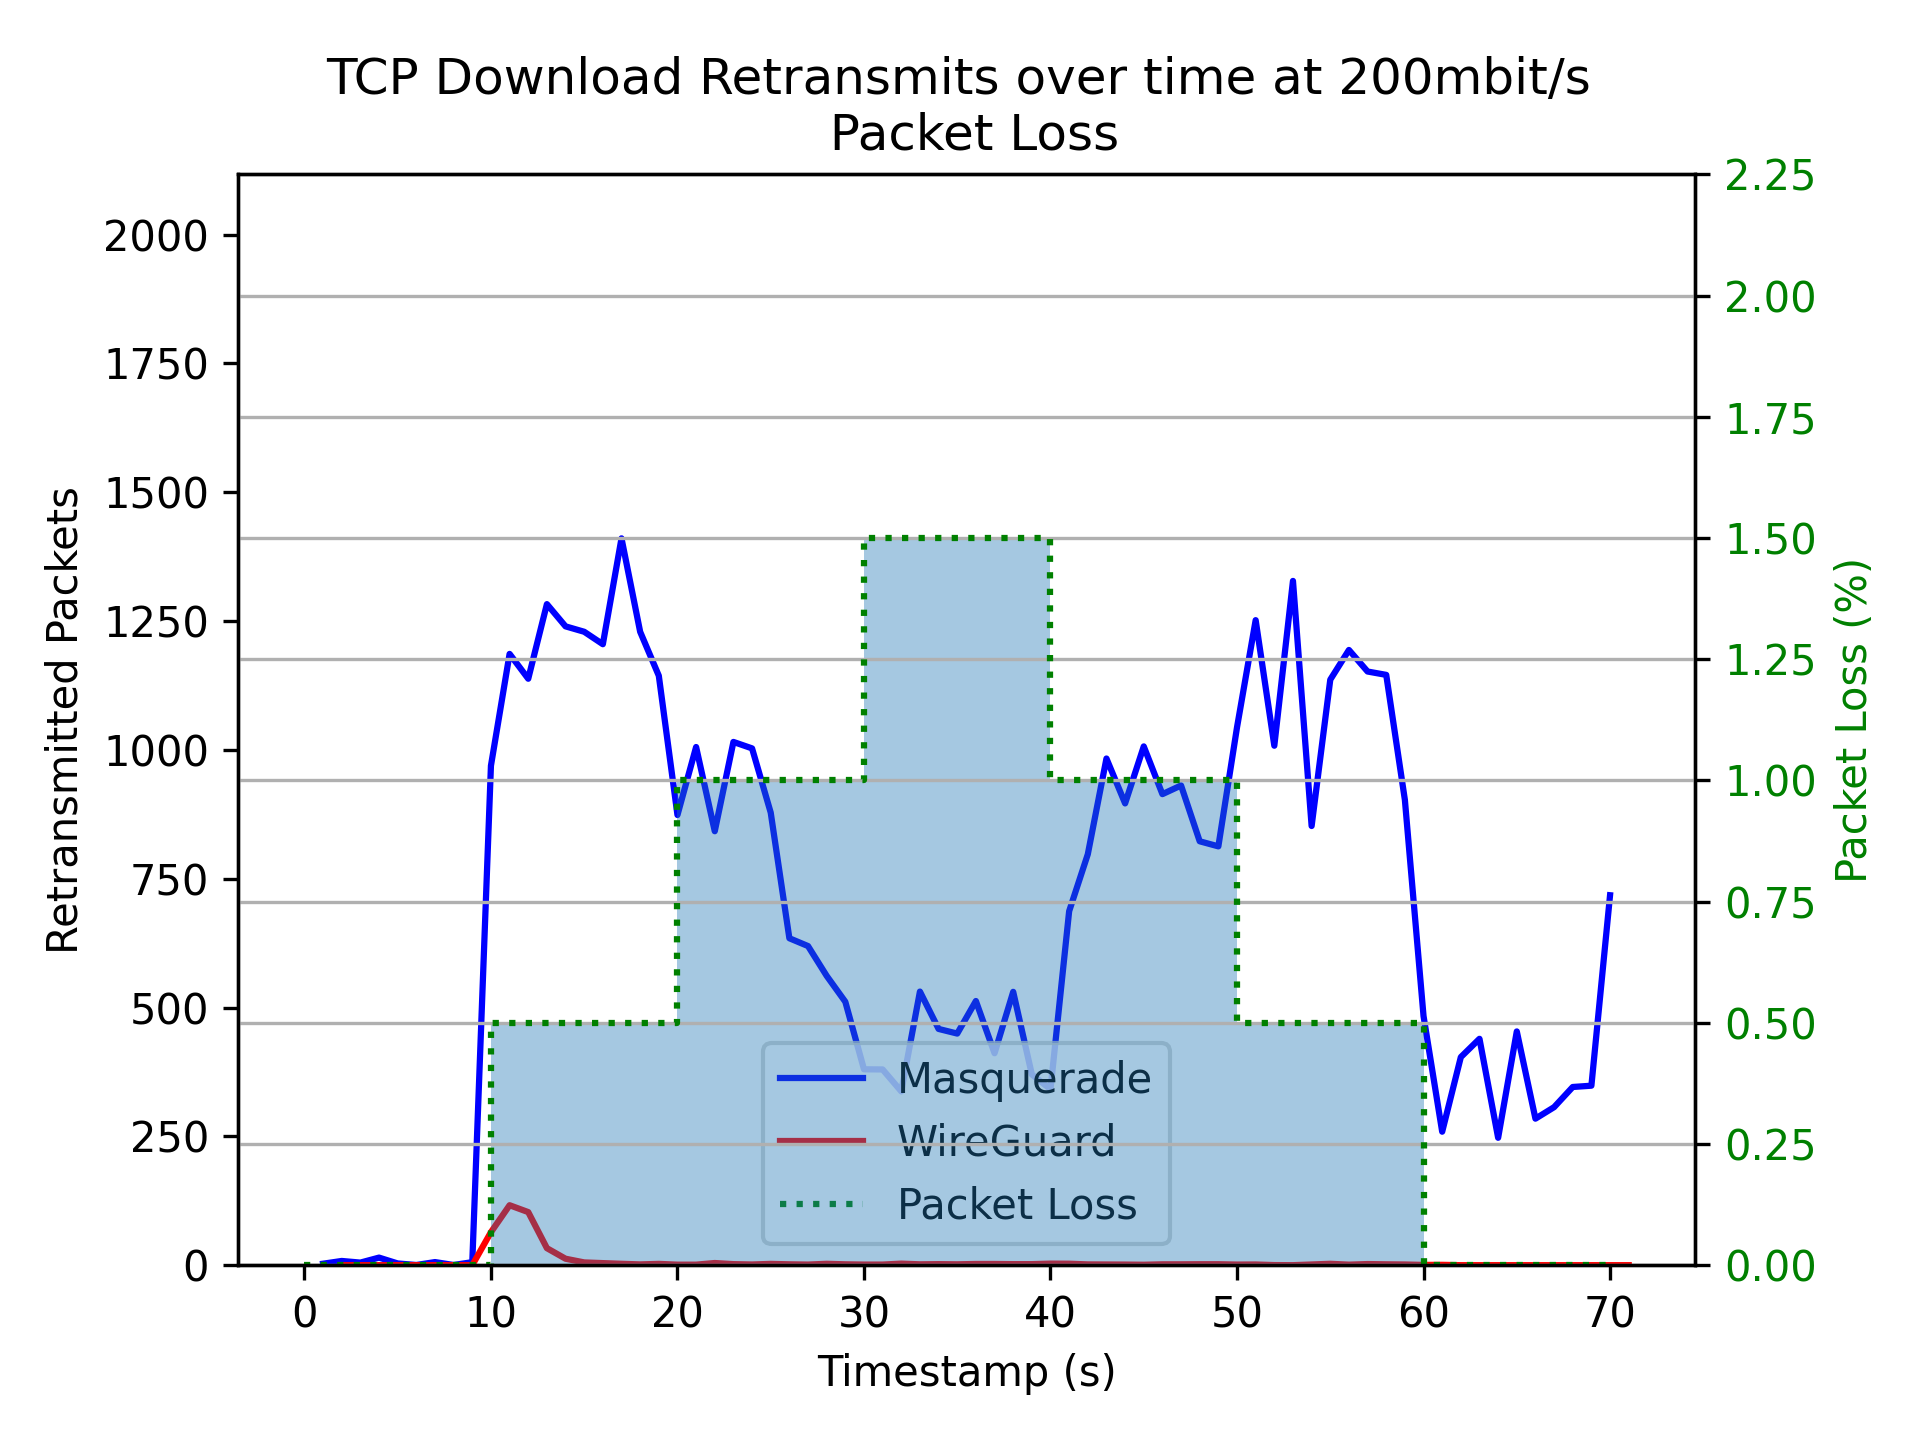 TCP Download Retransmits over time at 200mbit/s
Packet Loss
Retransmitted Packets
2000
1750
1500
1250
1000
750
500
250
0
2.25
2.00
1.75
1.50
1.25
1.00
0.75
0.50
0.25
0.00
Packet Loss (%)
Masquerade
WireGuard
Packet Loss
0 10 20 30 40 50 60 70
Timestamp (s)